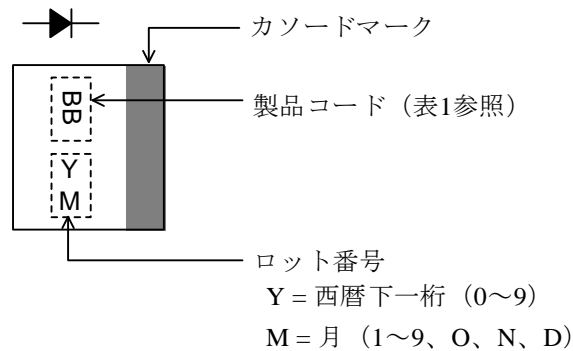 カソードマーク
BB
製品コード（表1参照）
Y
M
ロット番号
Y = 西暦下一桁（0～9）
M = 月（1～9、O、N、D）